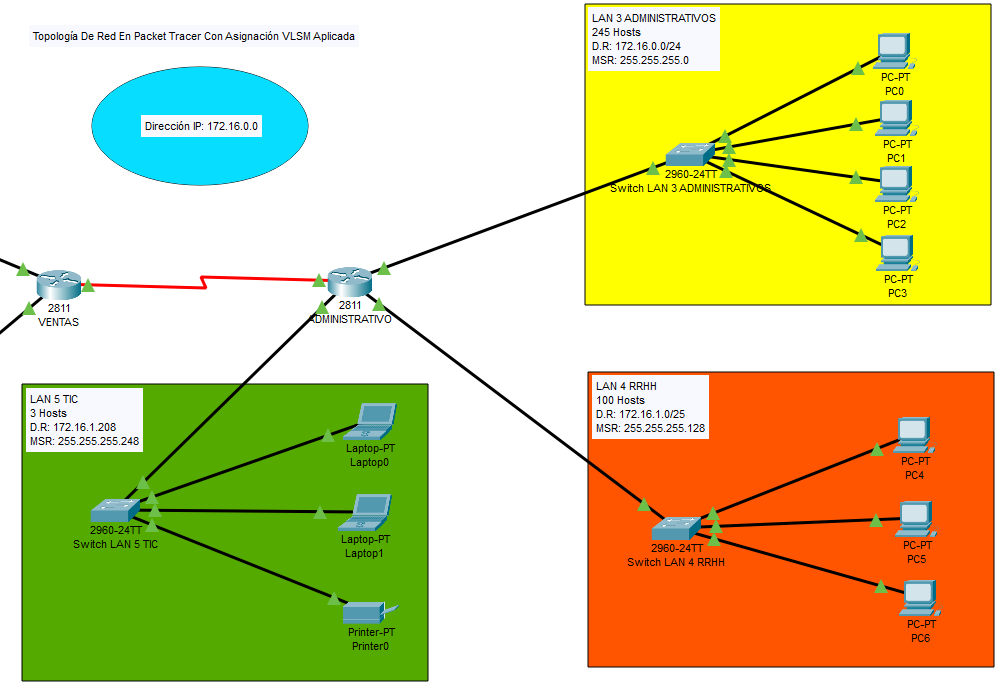 Topología De Red En Packet Tracer Con Asignación VLSM Aplicada
Dirección IP: 172.16.0.0
LAN 3 ADMINISTRATIVOS
245 Hosts
D.R: 172.16.0.0/24
MSR: 255.255.255.0
PC-PT
PC0
PC-PT
PC1
PC-PT
PC2
PC-PT
PC3
2960-24TT
Switch LAN 3 ADMINISTRATIVOS
2811
VENTAS
2811
ADMINISTRATIVO
LAN 5 TIC
3 Hosts
D.R: 172.16.1.208
MSR: 255.255.255.248
Laptop-PT
Laptop0
2960-24TT
Switch LAN 5 TIC
Laptop-PT
Laptop1
Printer-PT
Printer0
LAN 4 RRHH
100 Hosts
D.R: 172.16.1.0/25
MSR: 255.255.255.128
PC-PT
PC4
2960-24TT
Switch LAN 4 RRHH
PC-PT
PC5
PC-PT
PC6